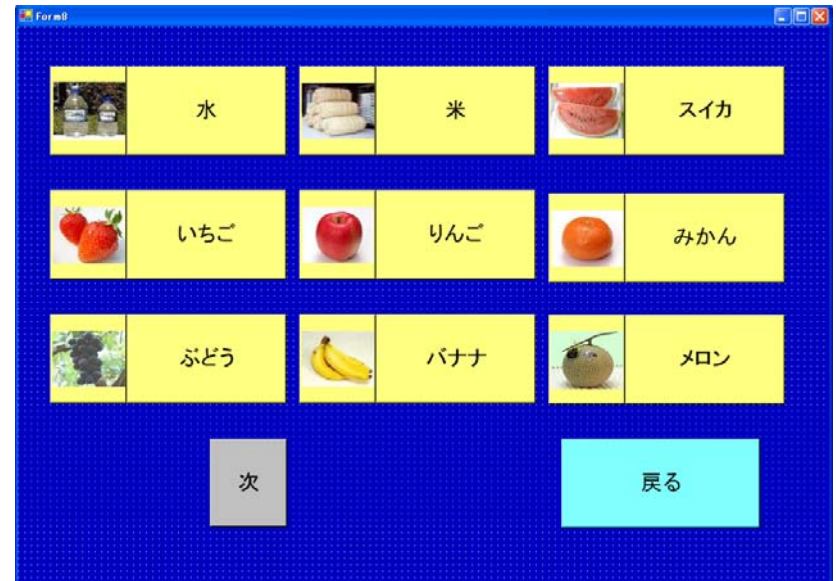 Form8
水
米
スイカ
いちご
りんご
みかん
ぶどう
バナナ
メロン
次
戻る